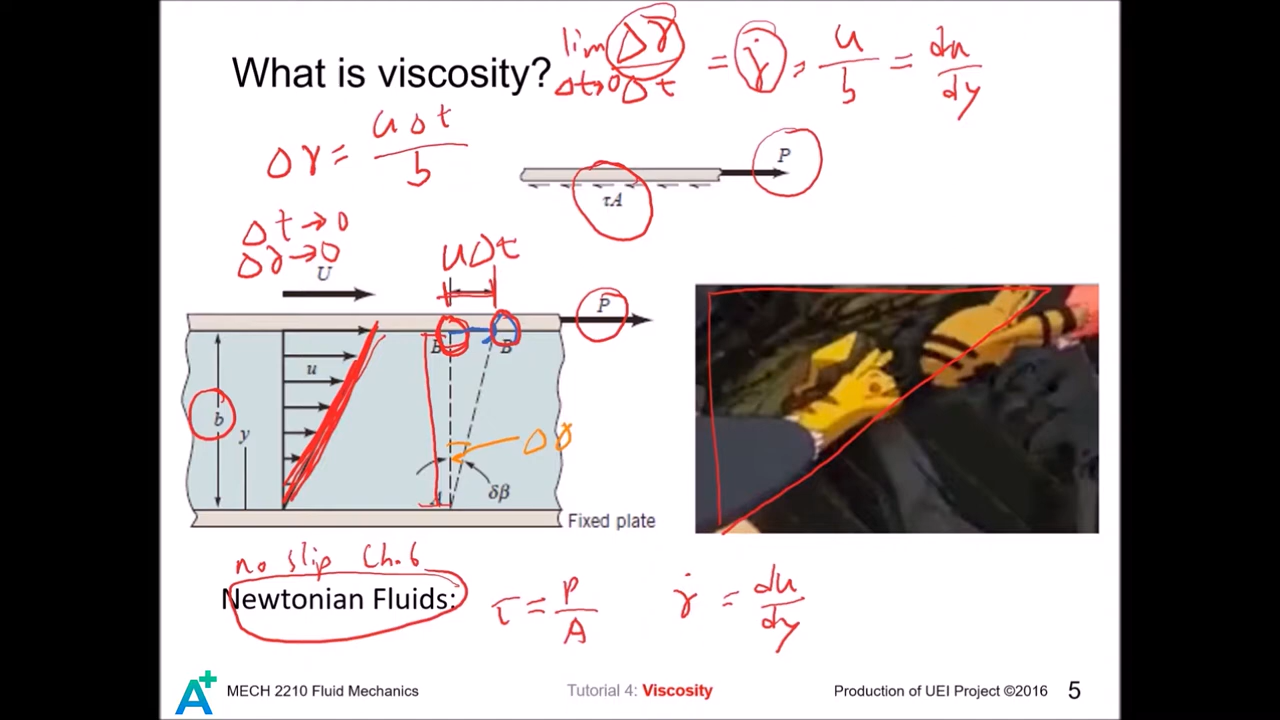 What is viscosity?
lim Δt→0 Δγ/Δt = γ̇ = u/b = du/dy
Δγ = uΔt/b
P
τA
Δt→0
Δγ→0
U
uΔt
P
B B'
u
b
y
Δγ
A
δβ
Fixed plate
no slip Ch.6
Newtonian Fluids: τ = P/A γ̇ = du/dy
A+ MECH 2210 Fluid Mechanics Tutorial 4: Viscosity Production of UEI Project ©2016 5